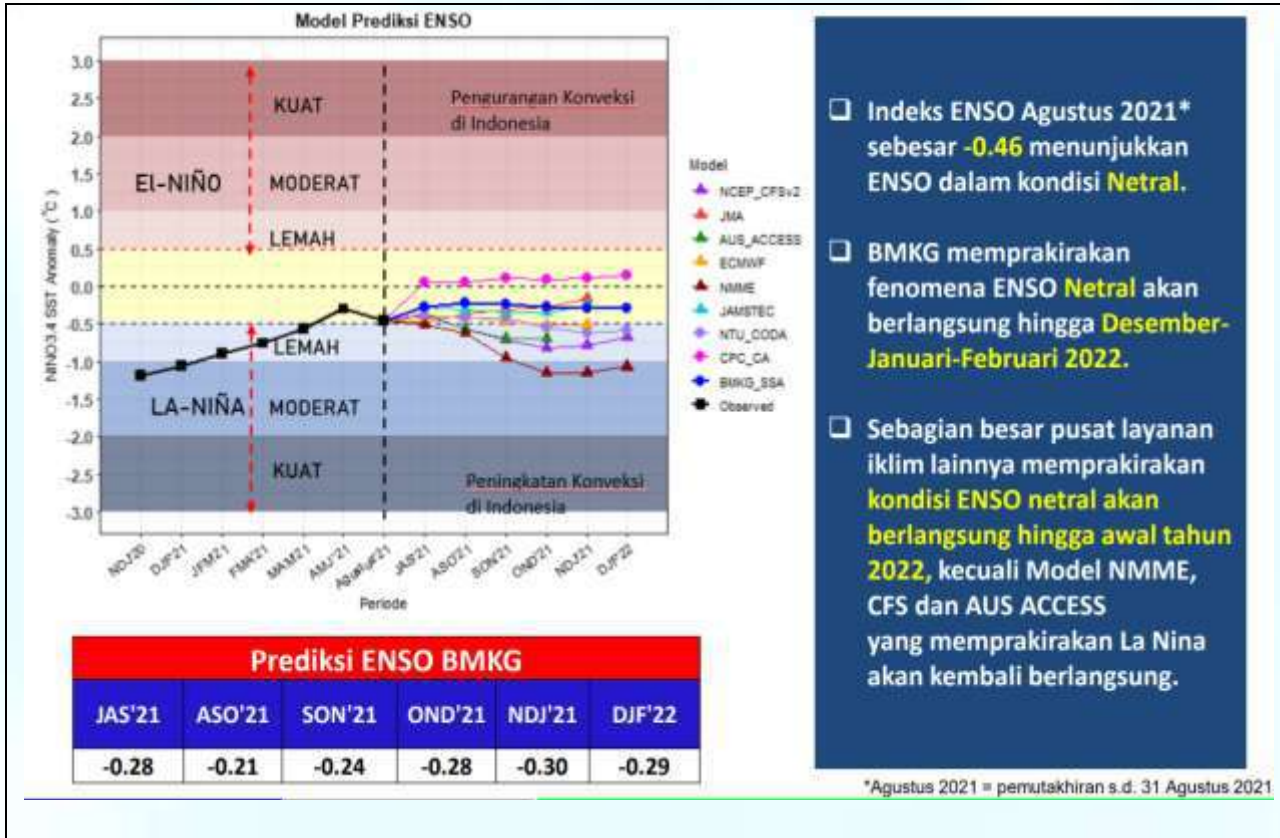 Model Prediksi ENSO
3.0
2.5
2.0
1.5
1.0
0.5
0.0
-0.5
-1.0
-1.5
-2.0
-2.5
-3.0
NINO3.4 SST Anomaly (°C)
KUAT
Pengurangan Konveksi
di Indonesia
El-NIÑO
MODERAT
LEMAH
LEMAH
LA-NIÑA
MODERAT
KUAT
Peningkatan Konveksi
di Indonesia
NDJ'20
DJF'21
JFM'21
FMA'21
MAM'21
AMJ'21
Agustus'21
JAS'21
ASO'21
SON'21
OND'21
NDJ'21
DJF'22
Periode
Model
NCEP_CFSv2
JMA
AUS_ACCESS
ECMWF
NMME
JAMSTEC
NTU_CODA
CPC_CA
BMKG_SSA
Observed
Prediksi ENSO BMKG
JAS'21 ASO'21 SON'21 OND'21 NDJ'21 DJF'22
-0.28 -0.21 -0.24 -0.28 -0.30 -0.29
❑ Indeks ENSO Agustus 2021*
sebesar -0.46 menunjukkan
ENSO dalam kondisi Netral.
❑ BMKG memprakirakan
fenomena ENSO Netral akan
berlangsung hingga Desember-
Januari-Februari 2022.
❑ Sebagian besar pusat layanan
iklim lainnya memprakirakan
kondisi ENSO netral akan
berlangsung hingga awal tahun
2022, kecuali Model NMME,
CFS dan AUS ACCESS
yang memprakirakan La Nina
akan kembali berlangsung.
*Agustus 2021 = pemutakhiran s.d. 31 Agustus 2021